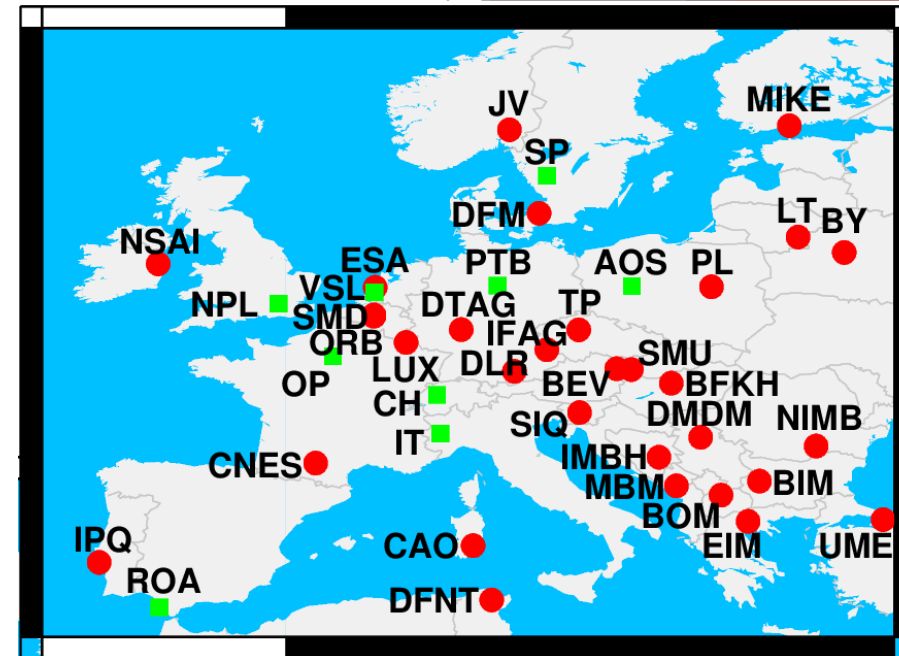 JV
MIKE
SP
DFM
LT
BY
NSAI
ESA
PTB
AOS
PL
VSL
NPL
SMD
DTAG
TP
ORB
IFAG
OP
LUX
DLR
SMU
CH
BEV
BFKH
IT
SIQ
DMDM
NIMB
CNES
IMBH
MBM
BIM
BOM
IPQ
CAO
EIM
UME
ROA
DFNT